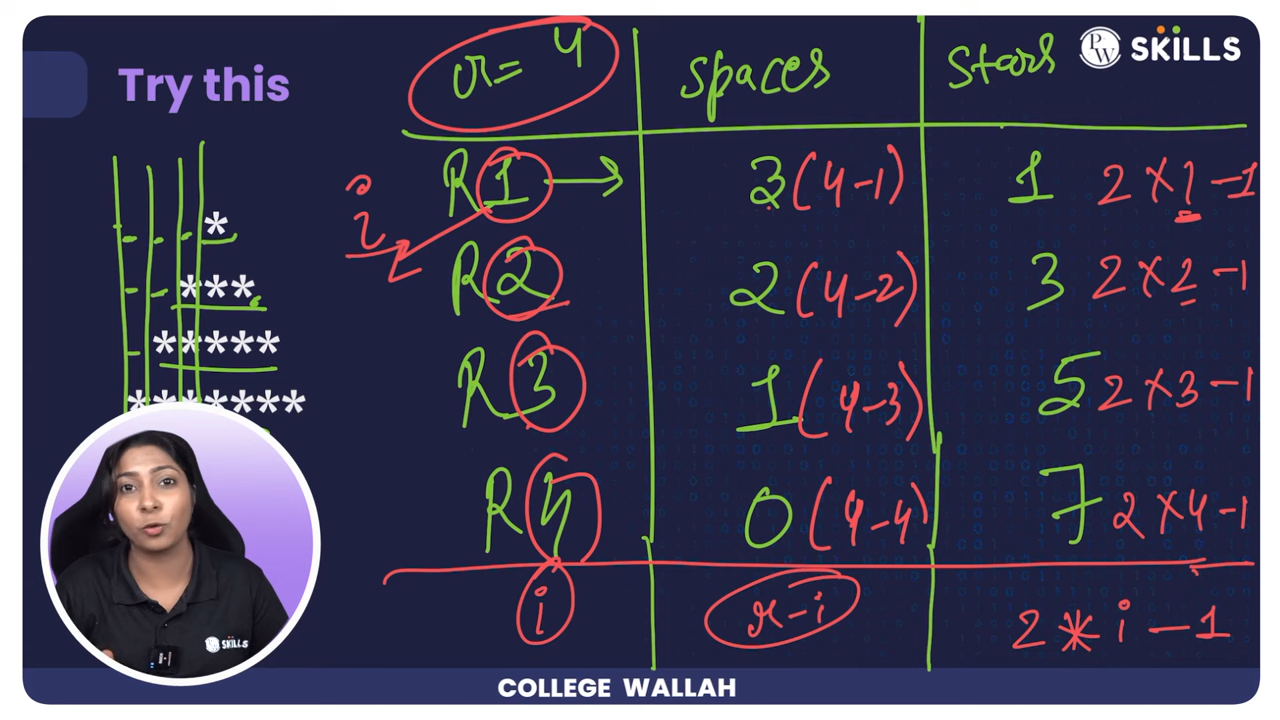 Try this
r= 4 spaces stars
PW SKILLS
R1 → 3(4-1) 1 2×1-1
i
*
R2 2(4-2) 3 2×2-1
***
R3 1(4-3) 5 2×3-1
*****
R4 0(4-4) 7 2×4-1
*******
i r-i 2*i-1
PW SKILLS
COLLEGE WALLAH